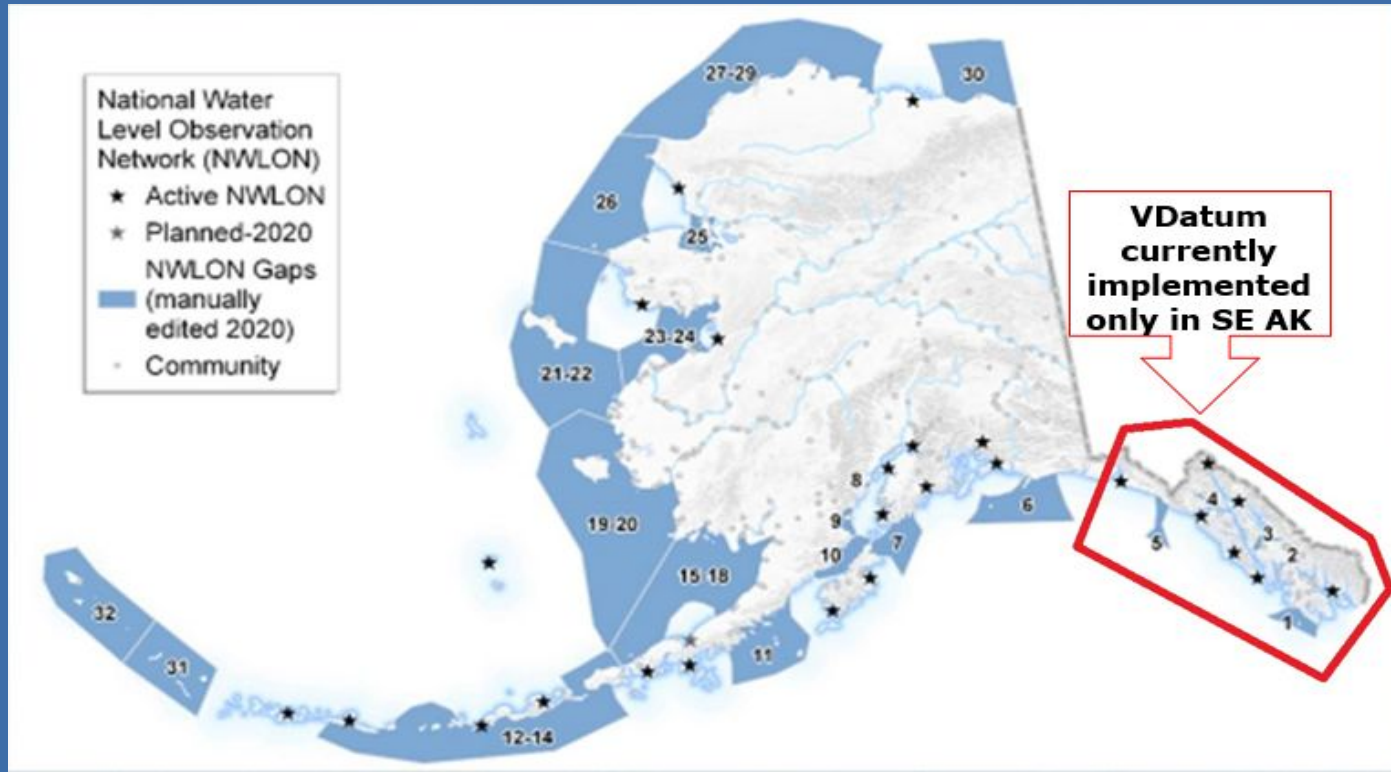 National Water
Level Observation
Network (NWLON)
Active NWLON
Planned-2020
NWLON Gaps
(manually
edited 2020)
Community
27-29
30
26
25
VDatum
currently
implemented
only in SE AK
23-24
21-22
8
4
19-20
9
6
3
5
2
10
7
15-18
32
1
31
11
12-14